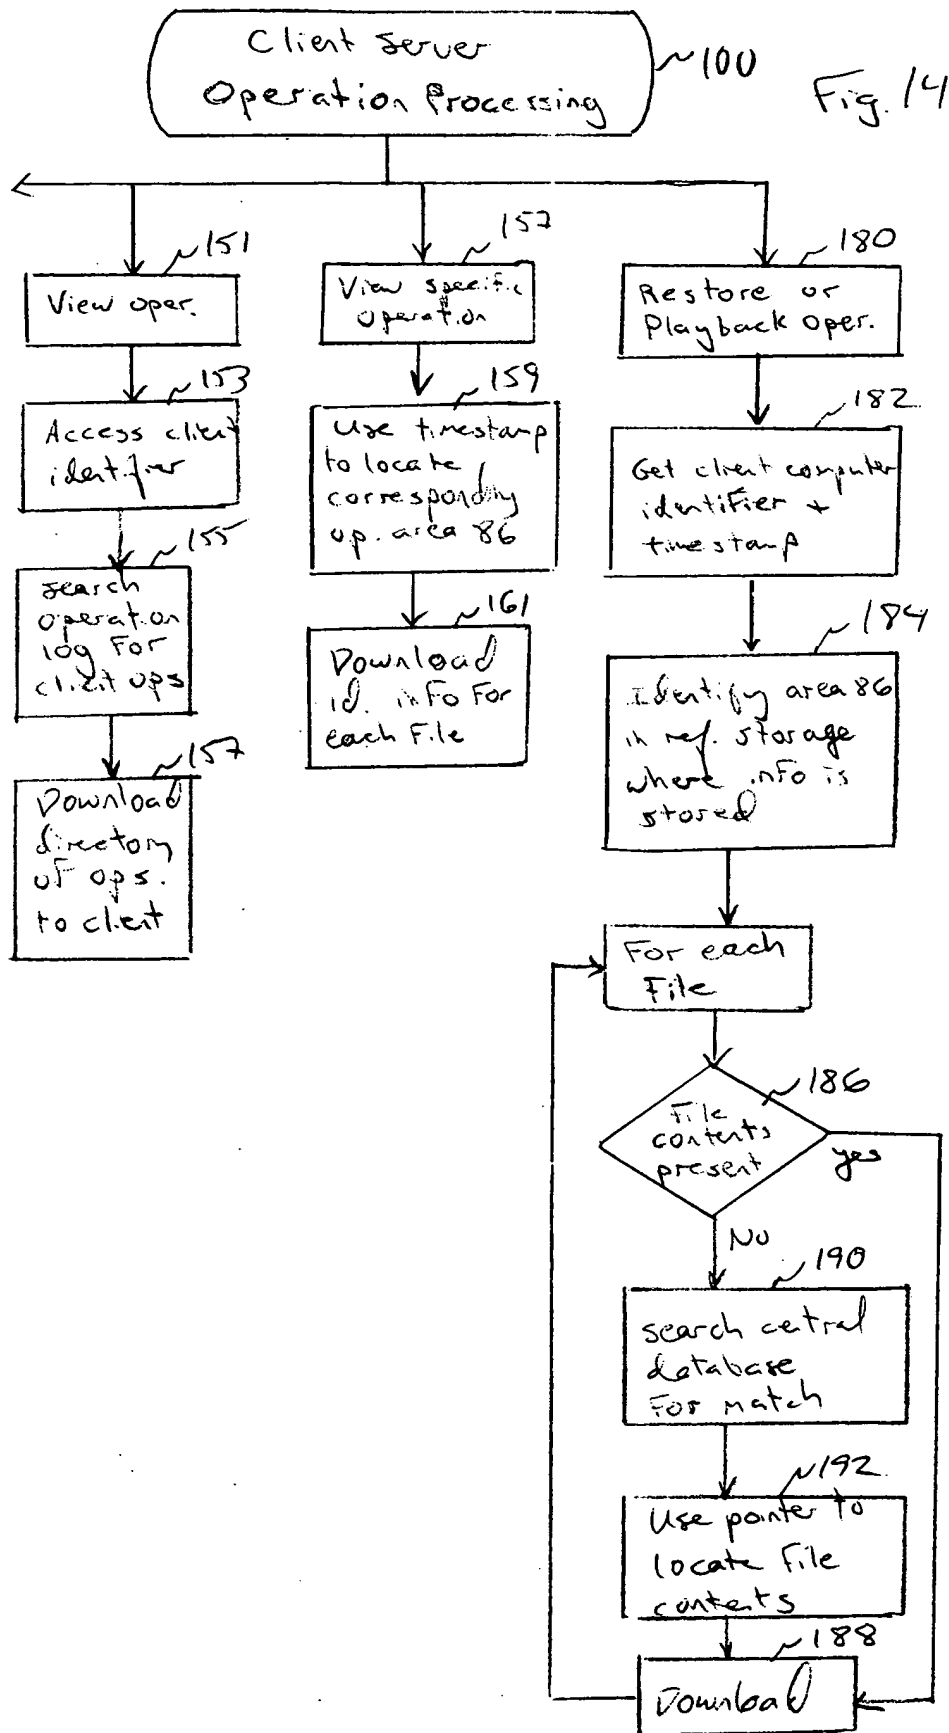 Client Server
Operation Processing
100
Fig. 14
151
View oper.
153
Access client
identifier
155
search
operation
log For
client ops
157
Download
directory
of ops.
to client
157
View specific
operation
159
Use timestamp
to locate
correspondly
op. area 86
161
Download
id. info For
each File
180
Restore or
Playback Oper.
182
Get client computer
identifier +
timestamp
184
Identify area 86
in ref. storage
where info is
stored
For each
File
186
File
contents
present
yes
No
190
search central
database
For match
192
Use pointer to
locate File
contents
188
Download